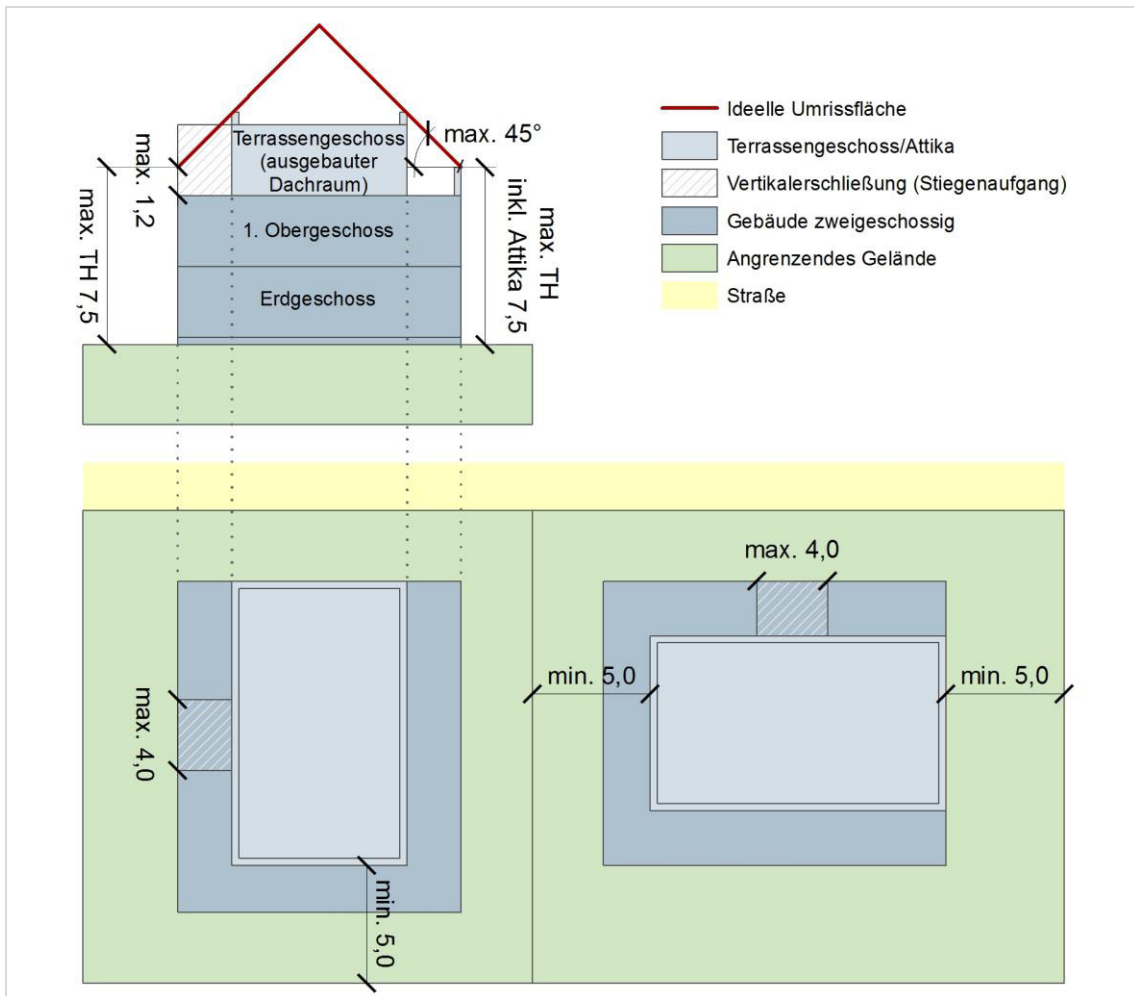 Ideelle Umrissfläche
Terrassengeschoss/Attika
Vertikalerschließung (Stiegenaufgang)
Gebäude zweigeschossig
Angrenzendes Gelände
Straße
Terrassengeschoss
(ausgebauter
Dachraum)
max. 45°
max. 1,2
max. TH 7,5
1. Obergeschoss
Erdgeschoss
max. TH
inkl. Attika 7,5
max. 4,0
min. 5,0
max. 4,0
min. 5,0
min. 5,0